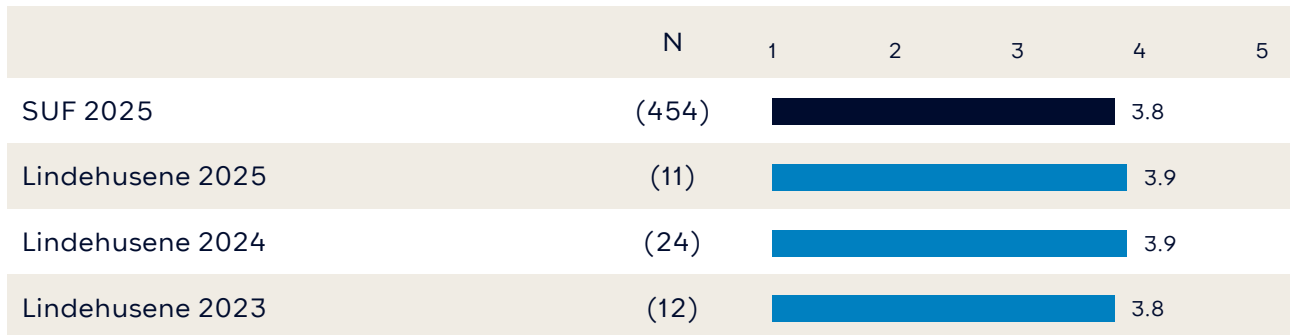 N 1 2 3 4 5
SUF 2025 (454) 3.8
Lindehusene 2025 (11) 3.9
Lindehusene 2024 (24) 3.9
Lindehusene 2023 (12) 3.8